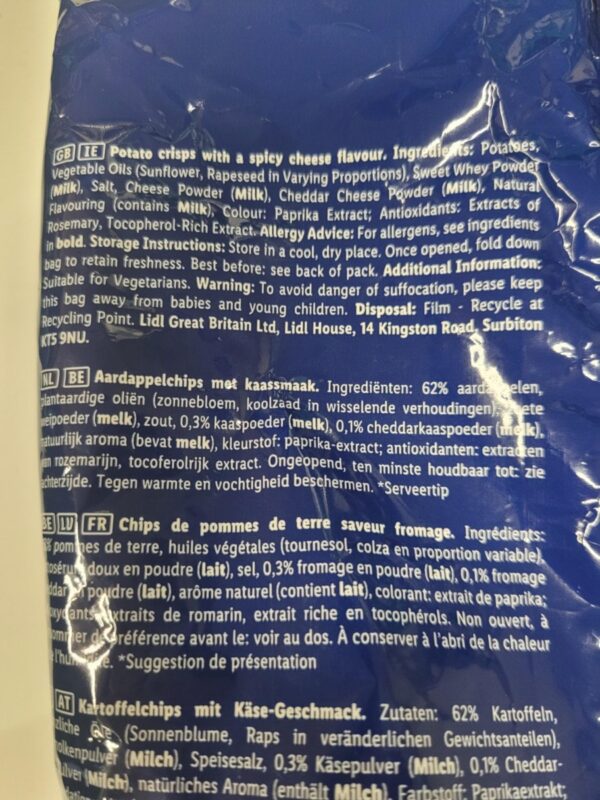 GB IE Potato crisps with a spicy cheese flavour. Ingredients: Potatoes,
Vegetable Oils (Sunflower, Rapeseed in Varying Proportions), Sweet Whey Powder
(Milk), Salt, Cheese Powder (Milk), Cheddar Cheese Powder (Milk), Natural
Flavouring (contains Milk), Colour: Paprika Extract; Antioxidants: Extracts of
Rosemary, Tocopherol-Rich Extract. Allergy Advice: For allergens, see ingredients
in bold. Storage Instructions: Store in a cool, dry place. Once opened, fold down
bag to retain freshness. Best before: see back of pack. Additional Information:
Suitable for Vegetarians. Warning: To avoid danger of suffocation, please keep
this bag away from babies and young children. Disposal: Film - Recycle at
Recycling Point. Lidl Great Britain Ltd, Lidl House, 14 Kingston Road, Surbiton
KT5 9NU.
NL BE Aardappelchips met kaassmaak. Ingrediënten: 62% aardappelen,
plantaardige oliën (zonnebloem, koolzaad in wisselende verhoudingen),
weipoeder (melk), zout, 0,3% kaaspoeder (melk), 0,1% cheddarkaaspoeder (melk),
natuurlijk aroma (bevat melk), kleurstof: paprika-extract; antioxidanten: extracten
van rozemarijn, tocoferolrijk extract. Ongeopend, ten minste houdbaar tot: zie
achterzijde. Tegen warmte en vochtigheid beschermen. *Serveertip
BE LU FR Chips de pommes de terre saveur fromage. Ingrédients:
pommes de terre, huiles végétales (tournesol, colza en proportion variable),
doux en poudre (lait), sel, 0,3% fromage en poudre (lait), 0,1% fromage
en poudre (lait), arôme naturel (contient lait), colorant: extrait de paprika;
extraits de romarin, extrait riche en tocophérols. Non ouvert, à
préférence avant le: voir au dos. À conserver à l'abri de la chaleur
*Suggestion de présentation
AT Kartoffelchips mit Käse-Geschmack. Zutaten: 62% Kartoffeln,
Öle (Sonnenblume, Raps in veränderlichen Gewichtsanteilen),
(Milch), Speisesalz, 0,3% Käsepulver (Milch), 0,1% Cheddar-
(Milch), natürliches Aroma (enthält Milch), Farbstoff: Paprikaextrakt;